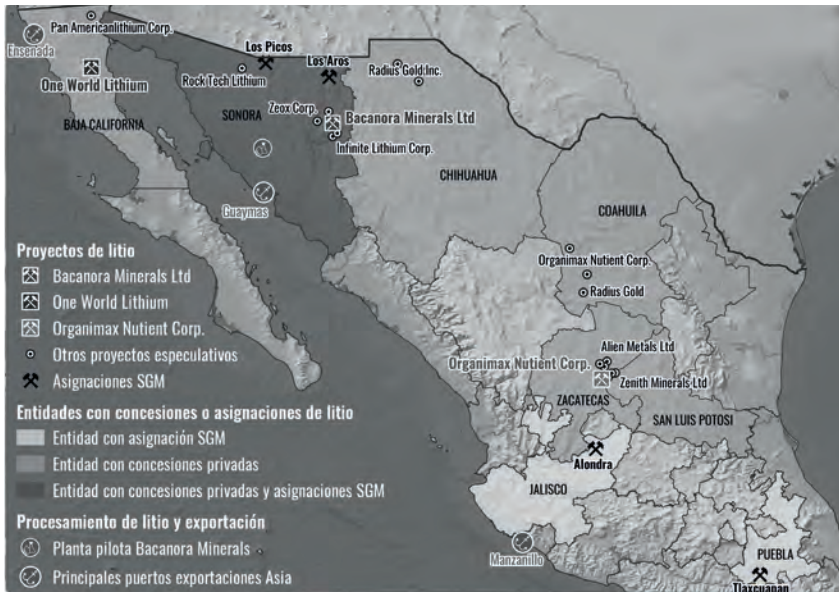 Pan Americanlithium Corp.
Ensenada
Los Picos
Los Aros
One World Lithium
Rock Tech Lithium
Radius Gold;Inc.
BAJA CALIFORNIA
SONORA
Zeox Corp.
Bacanora Minerals Ltd
Infinite Lithium Corp.
CHIHUAHUA
Guaymas
COAHUILA
Organimax Nutient Corp.
Radius Gold
Alien Metals Ltd
Organimax Nutient Corp.
Zenith Minerals Ltd
ZACATECAS
SAN LUIS POTOSI
Alondra
JALISCO
Manzanillo
PUEBLA
Tlaxcuapan
Proyectos de litio
Bacanora Minerals Ltd
One World Lithium
Organimax Nutient Corp.
Otros proyectos especulativos
Asignaciones SGM
Entidades con concesiones o asignaciones de litio
Entidad con asignación SGM
Entidad con concesiones privadas
Entidad con concesiones privadas y asignaciones SGM
Procesamiento de litio y exportación
Planta pilota Bacanora Minerals
Principales puertos exportaciones Asia